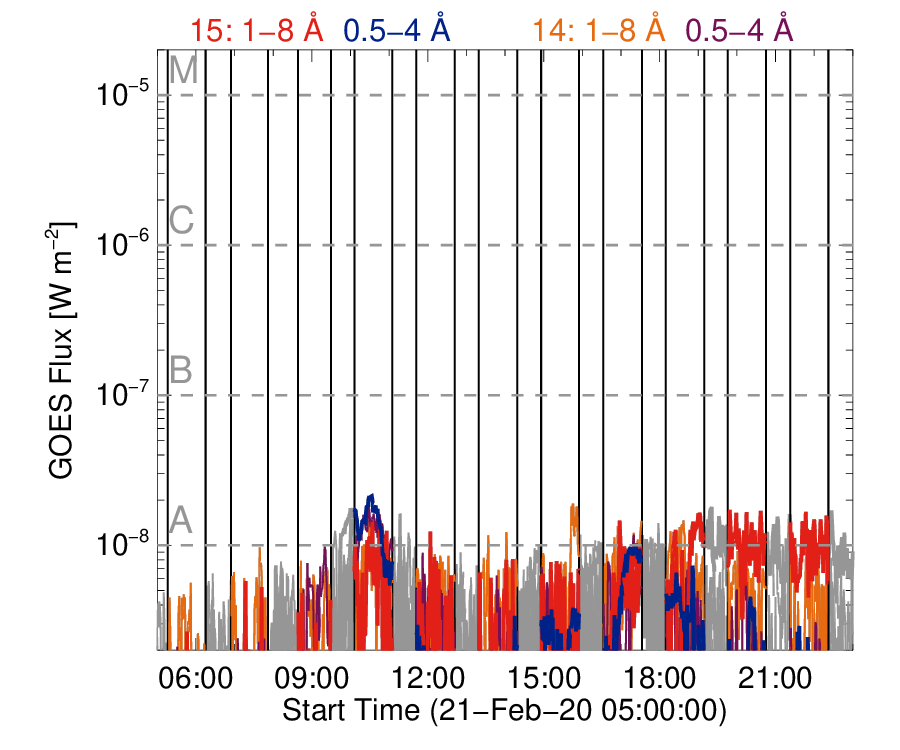 15: 1−8 Å 0.5−4 Å 14: 1−8 Å 0.5−4 Å
M
10⁻⁵
C
10⁻⁶
B
10⁻⁷
A
10⁻⁸
GOES Flux [W m⁻²]
06:00 09:00 12:00 15:00 18:00 21:00
Start Time (21−Feb−20 05:00:00)